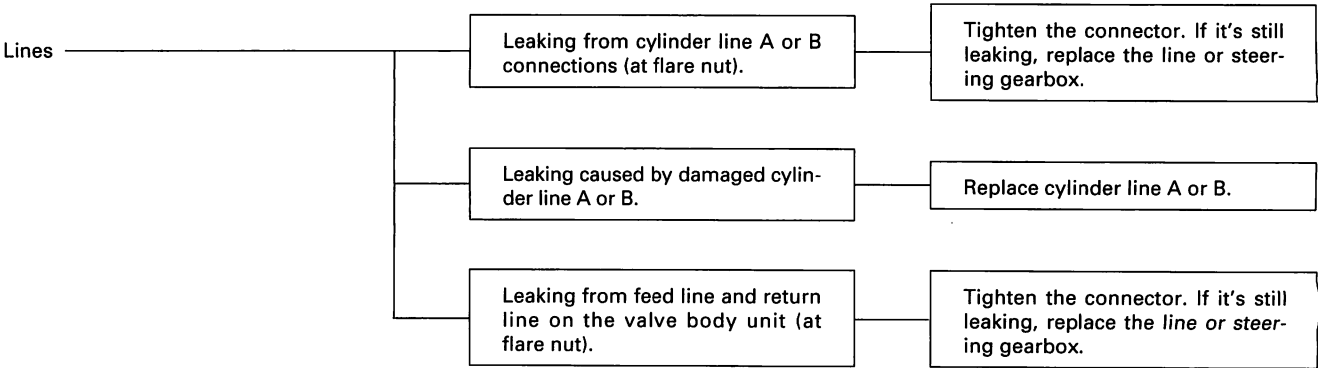 Lines
Leaking from cylinder line A or B
connections (at flare nut).
Tighten the connector. If it's still
leaking, replace the line or steer-
ing gearbox.
Leaking caused by damaged cylin-
der line A or B.
Replace cylinder line A or B.
Leaking from feed line and return
line on the valve body unit (at
flare nut).
Tighten the connector. If it's still
leaking, replace the line or steer-
ing gearbox.